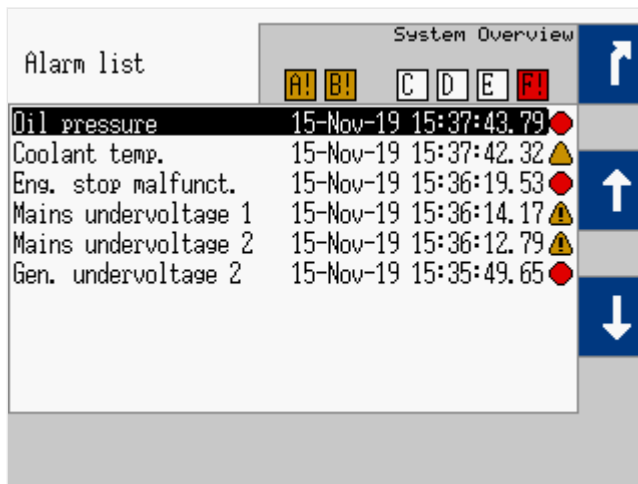 System Overview
Alarm list
A! B! C D E F!
Oil pressure 15-Nov-19 15:37:43.79
Coolant temp. 15-Nov-19 15:37:42.32
Eng. stop malfunct. 15-Nov-19 15:36:19.53
Mains undervoltage 1 15-Nov-19 15:36:14.17
Mains undervoltage 2 15-Nov-19 15:36:12.79
Gen. undervoltage 2 15-Nov-19 15:35:49.65